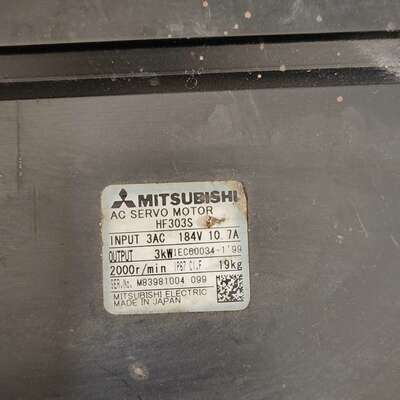 MITSUBISHI
AC SERVO MOTOR
HF303S
INPUT 3AC 184V 10.7A
OUTPUT 3kW IEC60034-1'99
2000r/min IP67 Cl.F 19kg
SER.No. M83981004 099
MITSUBISHI ELECTRIC
MADE IN JAPAN